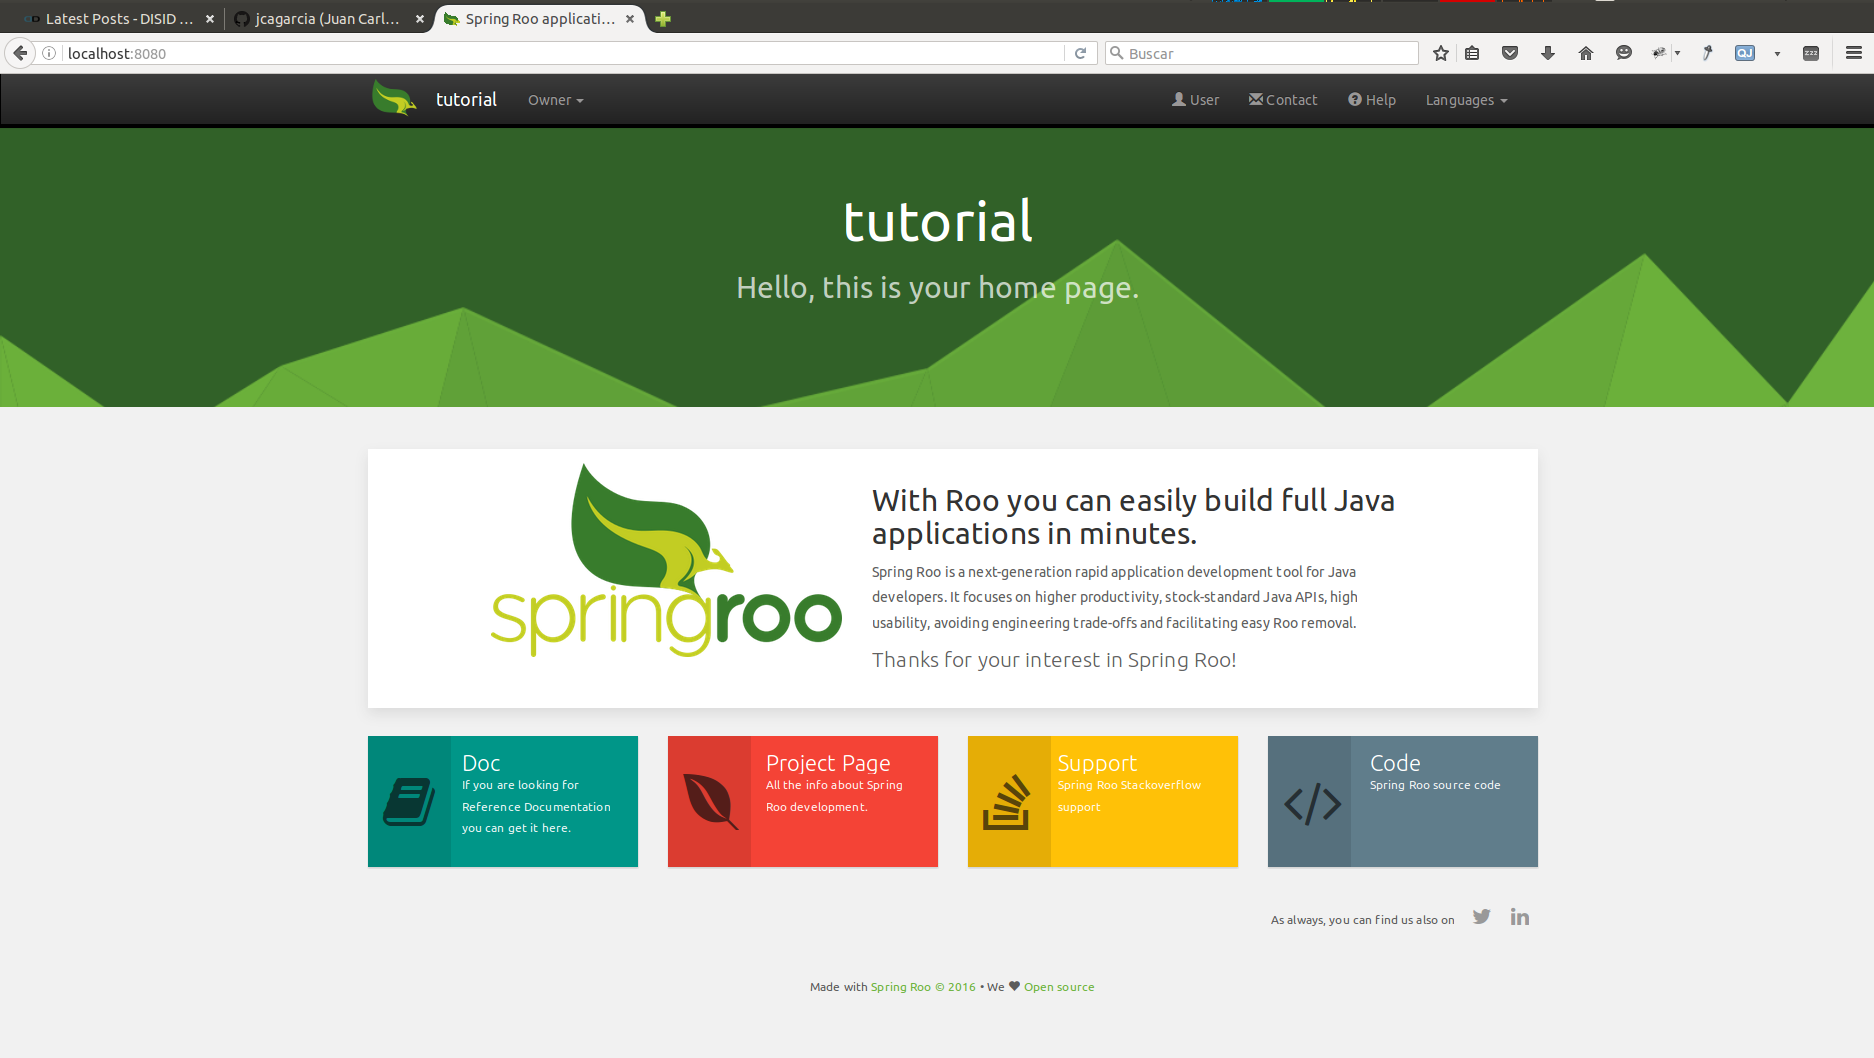 Latest Posts - DISID ...
jcagarcia (Juan Carl...
Spring Roo applicati...
localhost:8080
Buscar
QJ
zzz
tutorial
Owner
User
Contact
Help
Languages
tutorial
Hello, this is your home page.
springroo
With Roo you can easily build full Java
applications in minutes.
Spring Roo is a next-generation rapid application development tool for Java
developers. It focuses on higher productivity, stock-standard Java APIs, high
usability, avoiding engineering trade-offs and facilitating easy Roo removal.
Thanks for your interest in Spring Roo!
Doc
If you are looking for
Reference Documentation
you can get it here.
Project Page
All the info about Spring
Roo development.
Support
Spring Roo Stackoverflow
support
Code
Spring Roo source code
As always, you can find us also on
in
Made with Spring Roo © 2016 • We ♥ Open source